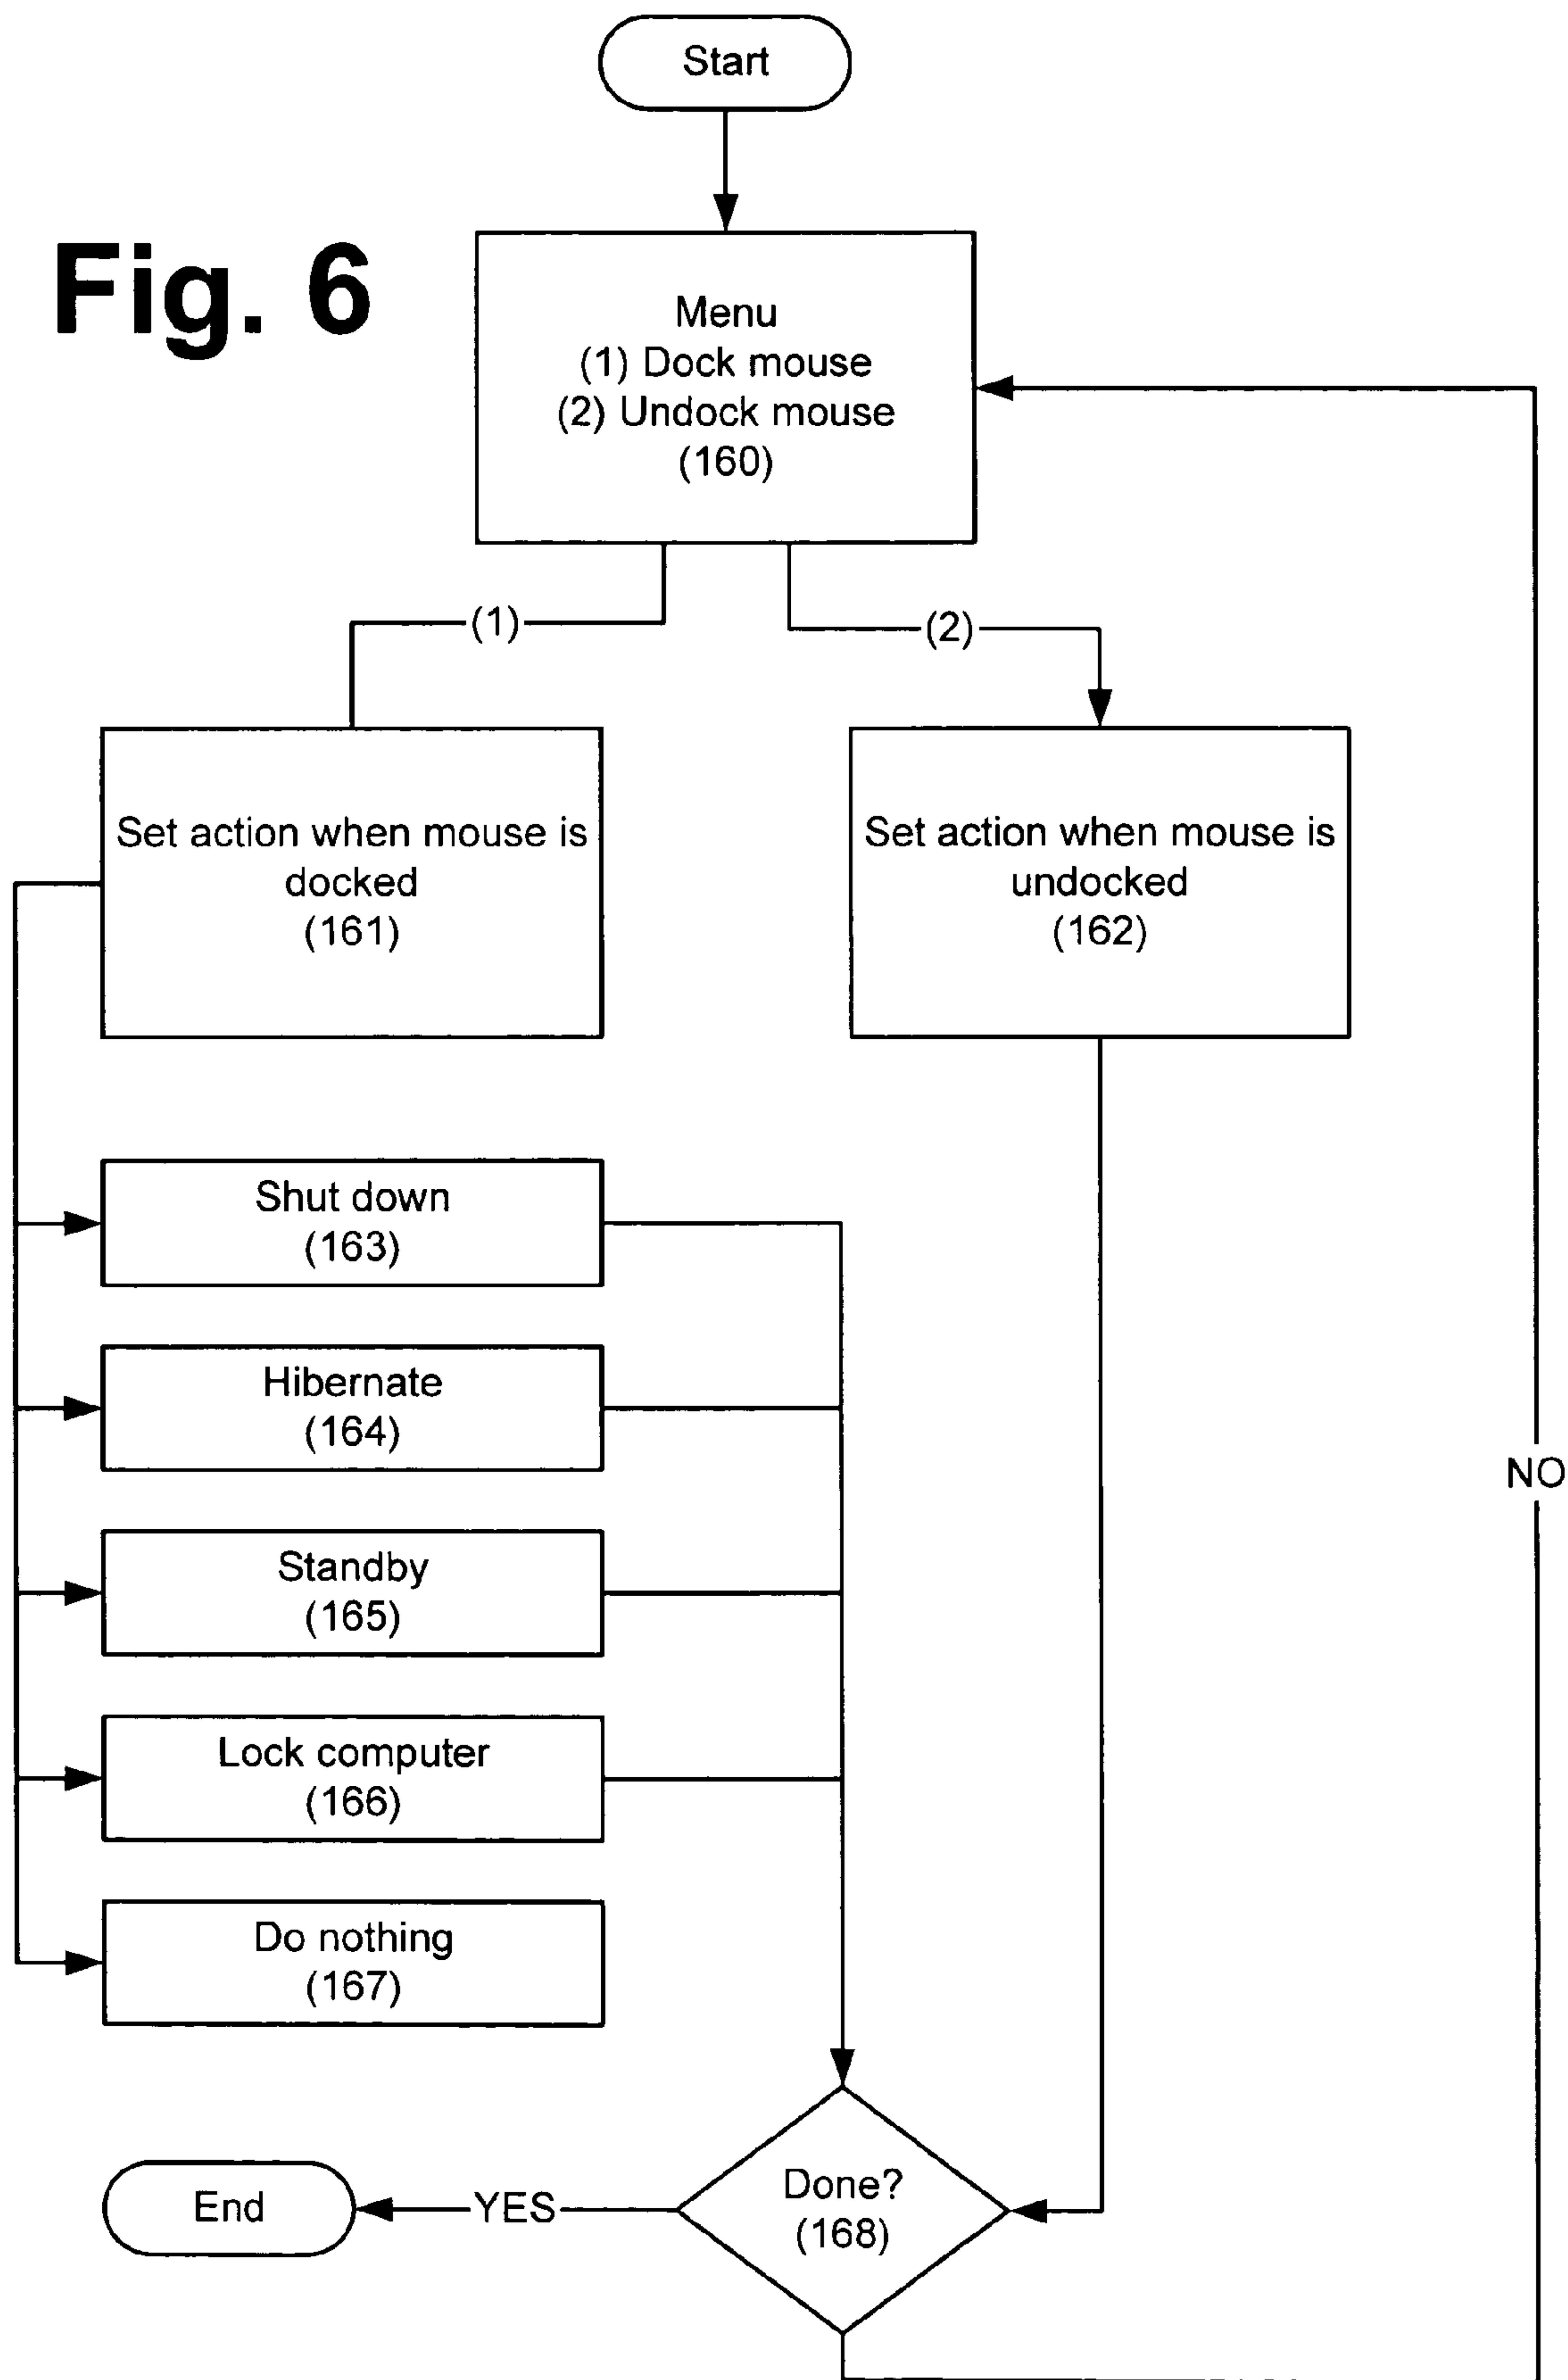 Start
Fig. 6
Menu
(1) Dock mouse
(2) Undock mouse
(160)
(1)
(2)
Set action when mouse is
docked
(161)
Set action when mouse is
undocked
(162)
Shut down
(163)
Hibernate
(164)
NO
Standby
(165)
Lock computer
(166)
Do nothing
(167)
Done?
(168)
YES
End